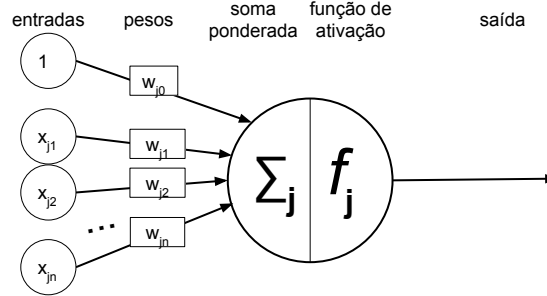 entradas
pesos
soma
ponderada
função de
ativação
saída
1
x_j1
x_j2
...
x_jn
w_j0
w_j1
w_j2
w_jn
∑_j
f_j